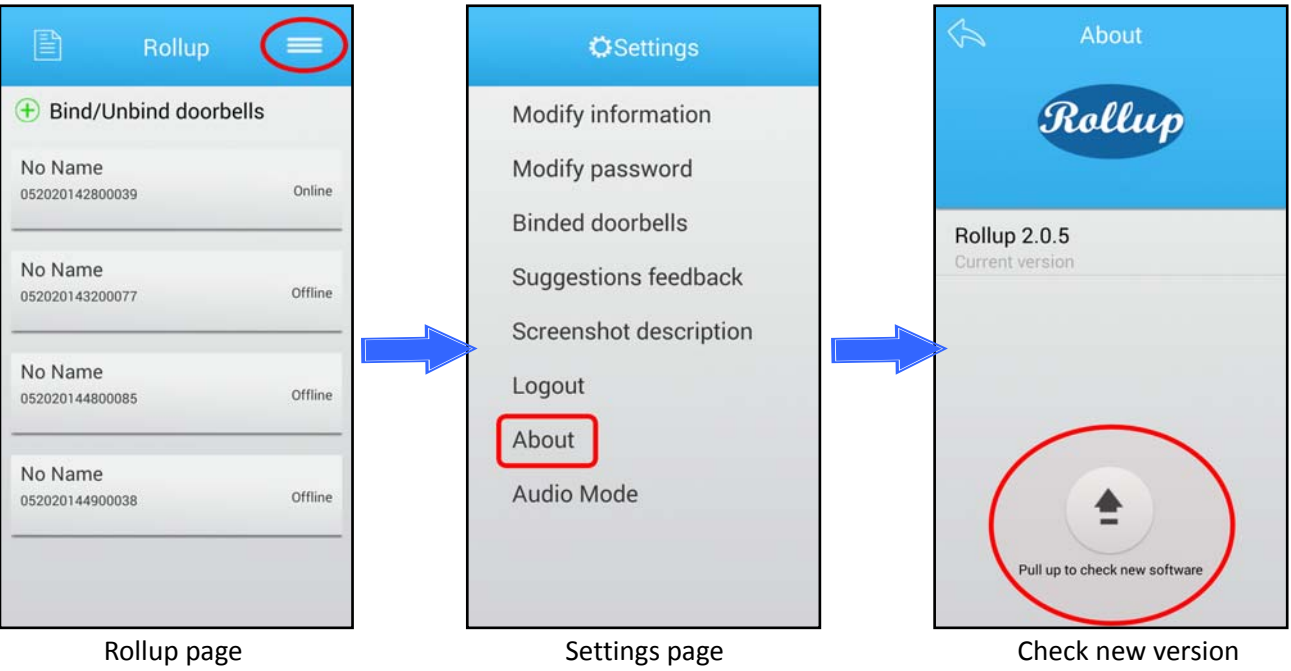 Rollup
Bind/Unbind doorbells
No Name
052020142800039
Online
No Name
052020143200077
Offline
No Name
052020144800085
Offline
No Name
052020144900038
Offline
Rollup page
Settings
Modify information
Modify password
Binded doorbells
Suggestions feedback
Screenshot description
Logout
About
Audio Mode
Settings page
About
Rollup
Rollup 2.0.5
Current version
Pull up to check new software
Check new version